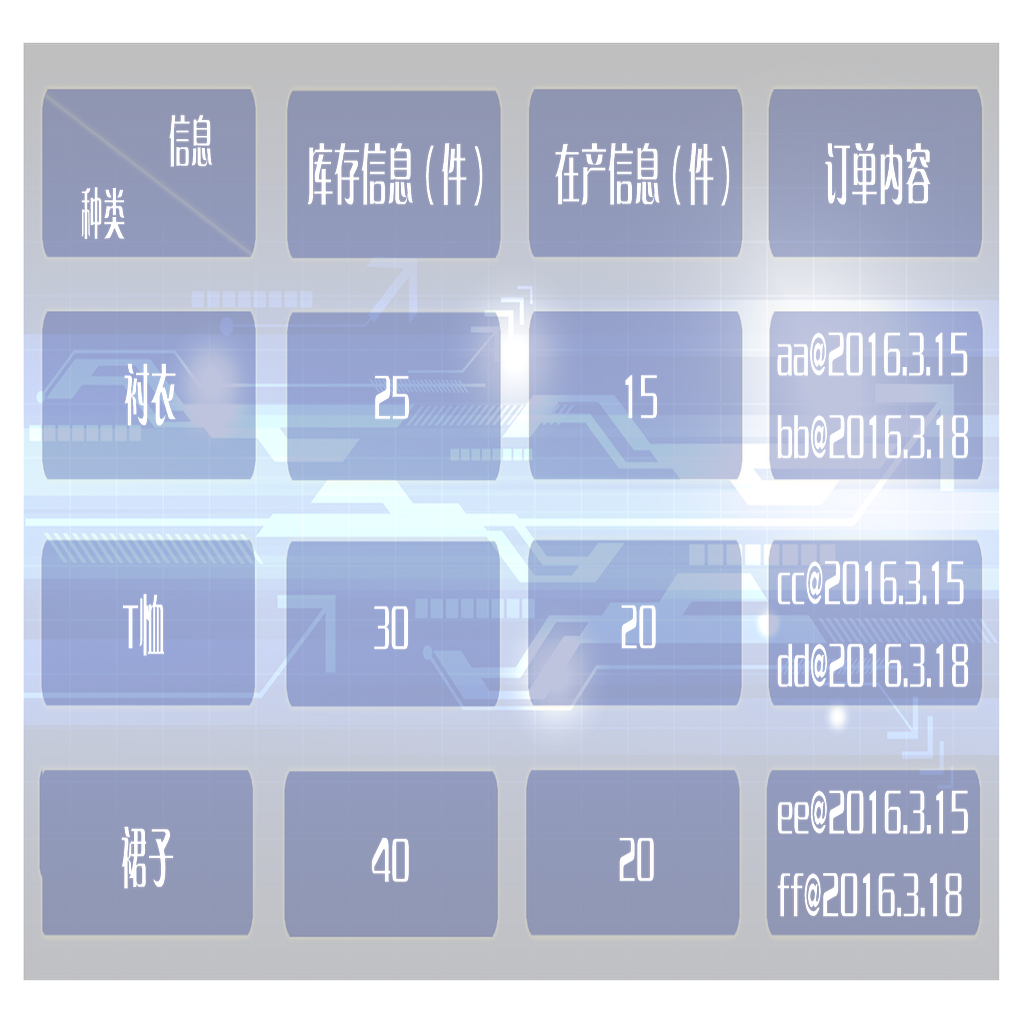 信息
种类
库存信息(件)
在产信息(件)
订单内容
衬衣
25
15
aa@2016.3.15
bb@2016.3.18
T恤
30
20
cc@2016.3.15
dd@2016.3.18
裙子
40
20
ee@2016.3.15
ff@2016.3.18